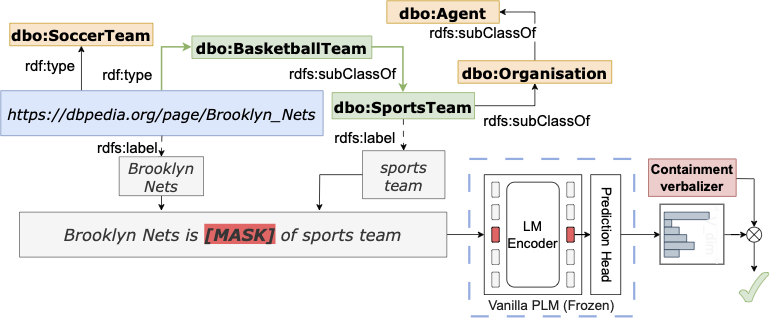 dbo:Agent
rdfs:subClassOf
dbo:SoccerTeam
dbo:BasketballTeam
rdf:type
rdf:type
rdfs:subClassOf
dbo:Organisation
https://dbpedia.org/page/Brooklyn_Nets
dbo:SportsTeam
rdfs:subClassOf
rdfs:label
rdfs:label
Brooklyn
Nets
sports
team
Containment
verbalizer
Brooklyn Nets is [MASK] of sports team
LM
Encoder
Prediction Head
Vanilla PLM (Frozen)